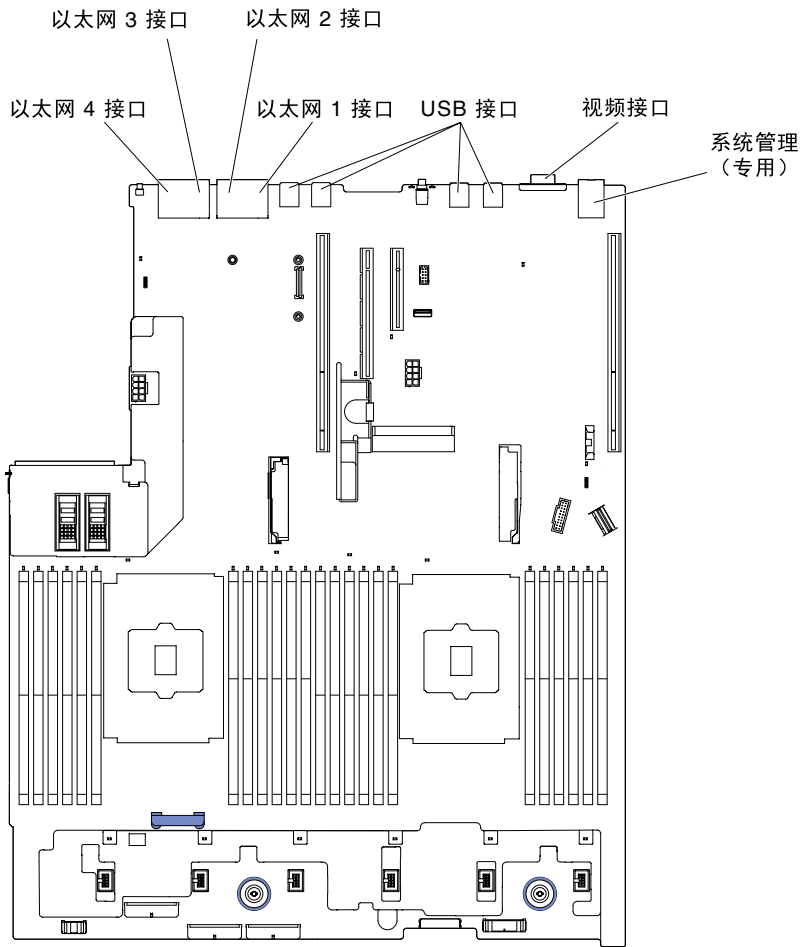 以太网 3 接口
以太网 2 接口
以太网 4 接口
以太网 1 接口
USB 接口
视频接口
系统管理
（专用）